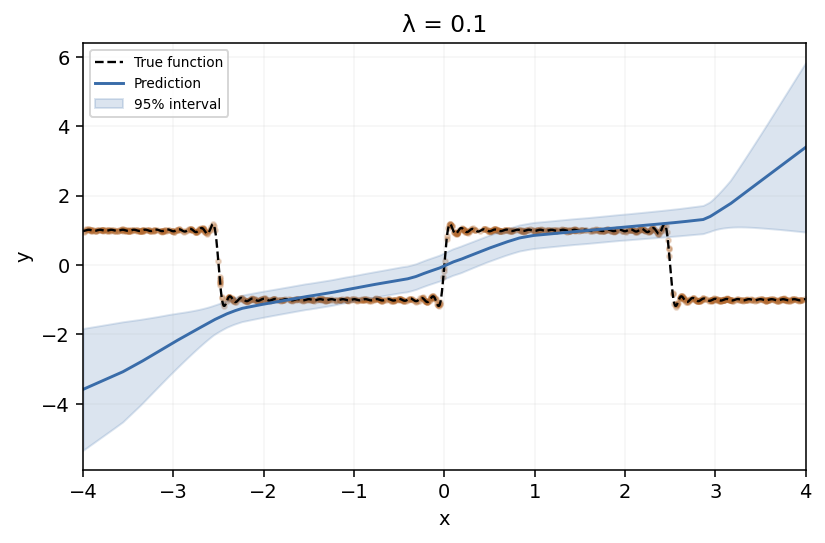 λ = 0.1
True function
Prediction
95% interval
6
4
2
0
−2
−4
y
−4 −3 −2 −1 0 1 2 3 4
x